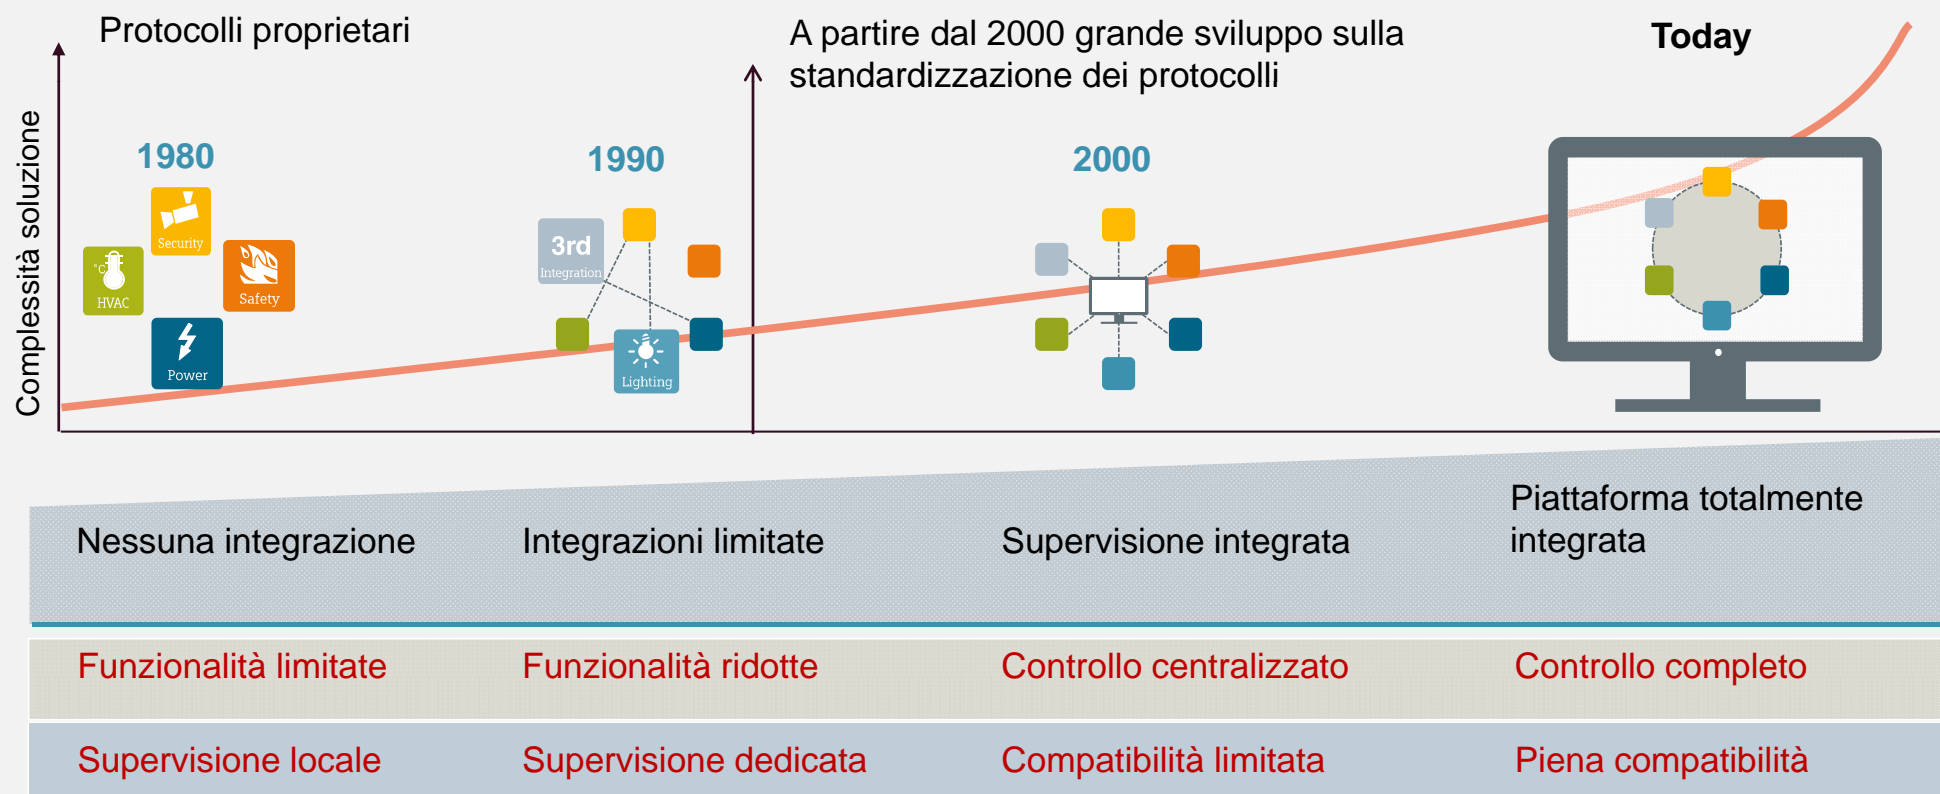 Protocolli proprietari
A partire dal 2000 grande sviluppo sulla
standardizzazione dei protocolli
Today
Complessità soluzione
1980
1990
2000
Security
°C
HVAC
Safety
Power
3rd
Integration
Lighting
Nessuna integrazione
Integrazioni limitate
Supervisione integrata
Piattaforma totalmente
integrata
Funzionalità limitate
Funzionalità ridotte
Controllo centralizzato
Controllo completo
Supervisione locale
Supervisione dedicata
Compatibilità limitata
Piena compatibilità